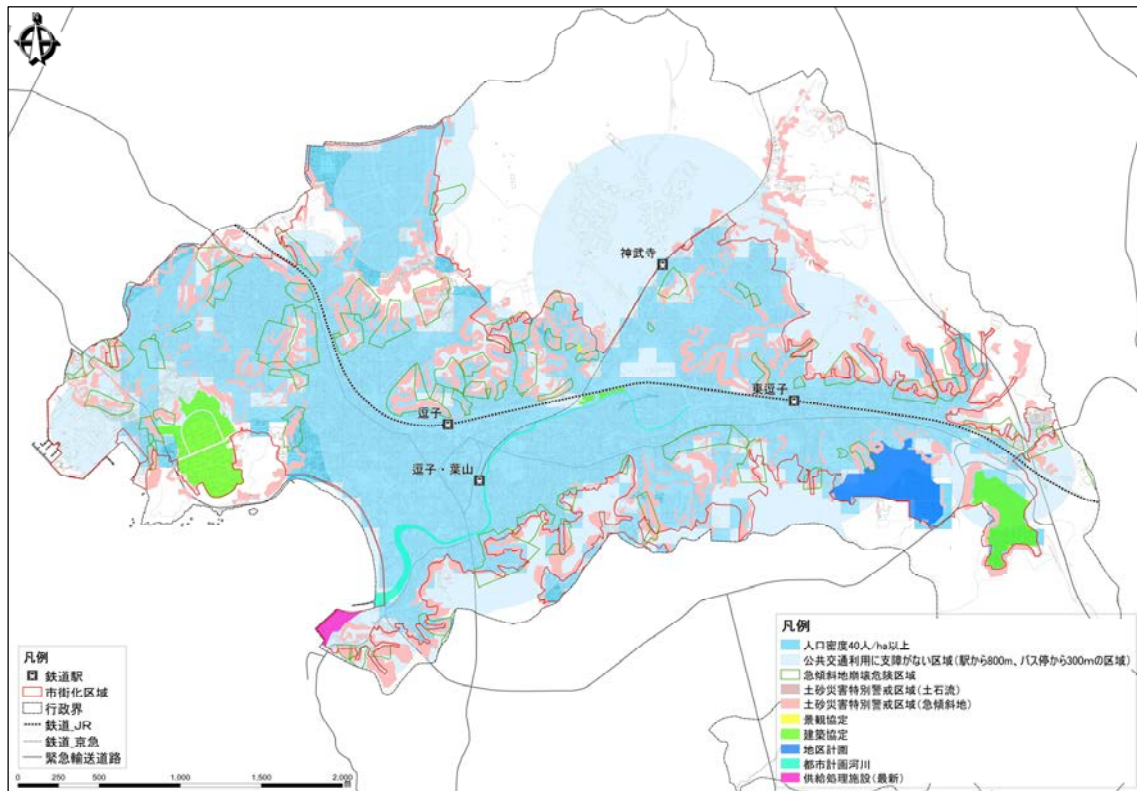 神武寺
東逗子
逗子
逗子・葉山
凡例
鉄道駅
市街化区域
行政界
鉄道_JR
鉄道_京急
緊急輸送道路
0 250 500 1,000 1,500 2,000
凡例
人口密度40人/ha以上
公共交通利用に支障がない区域(駅から800m、バス停から300mの区域)
急傾斜地崩壊危険区域
土砂災害特別警戒区域(土石流)
土砂災害特別警戒区域(急傾斜地)
景観協定
建築協定
地区計画
都市計画河川
供給処理施設(最新)